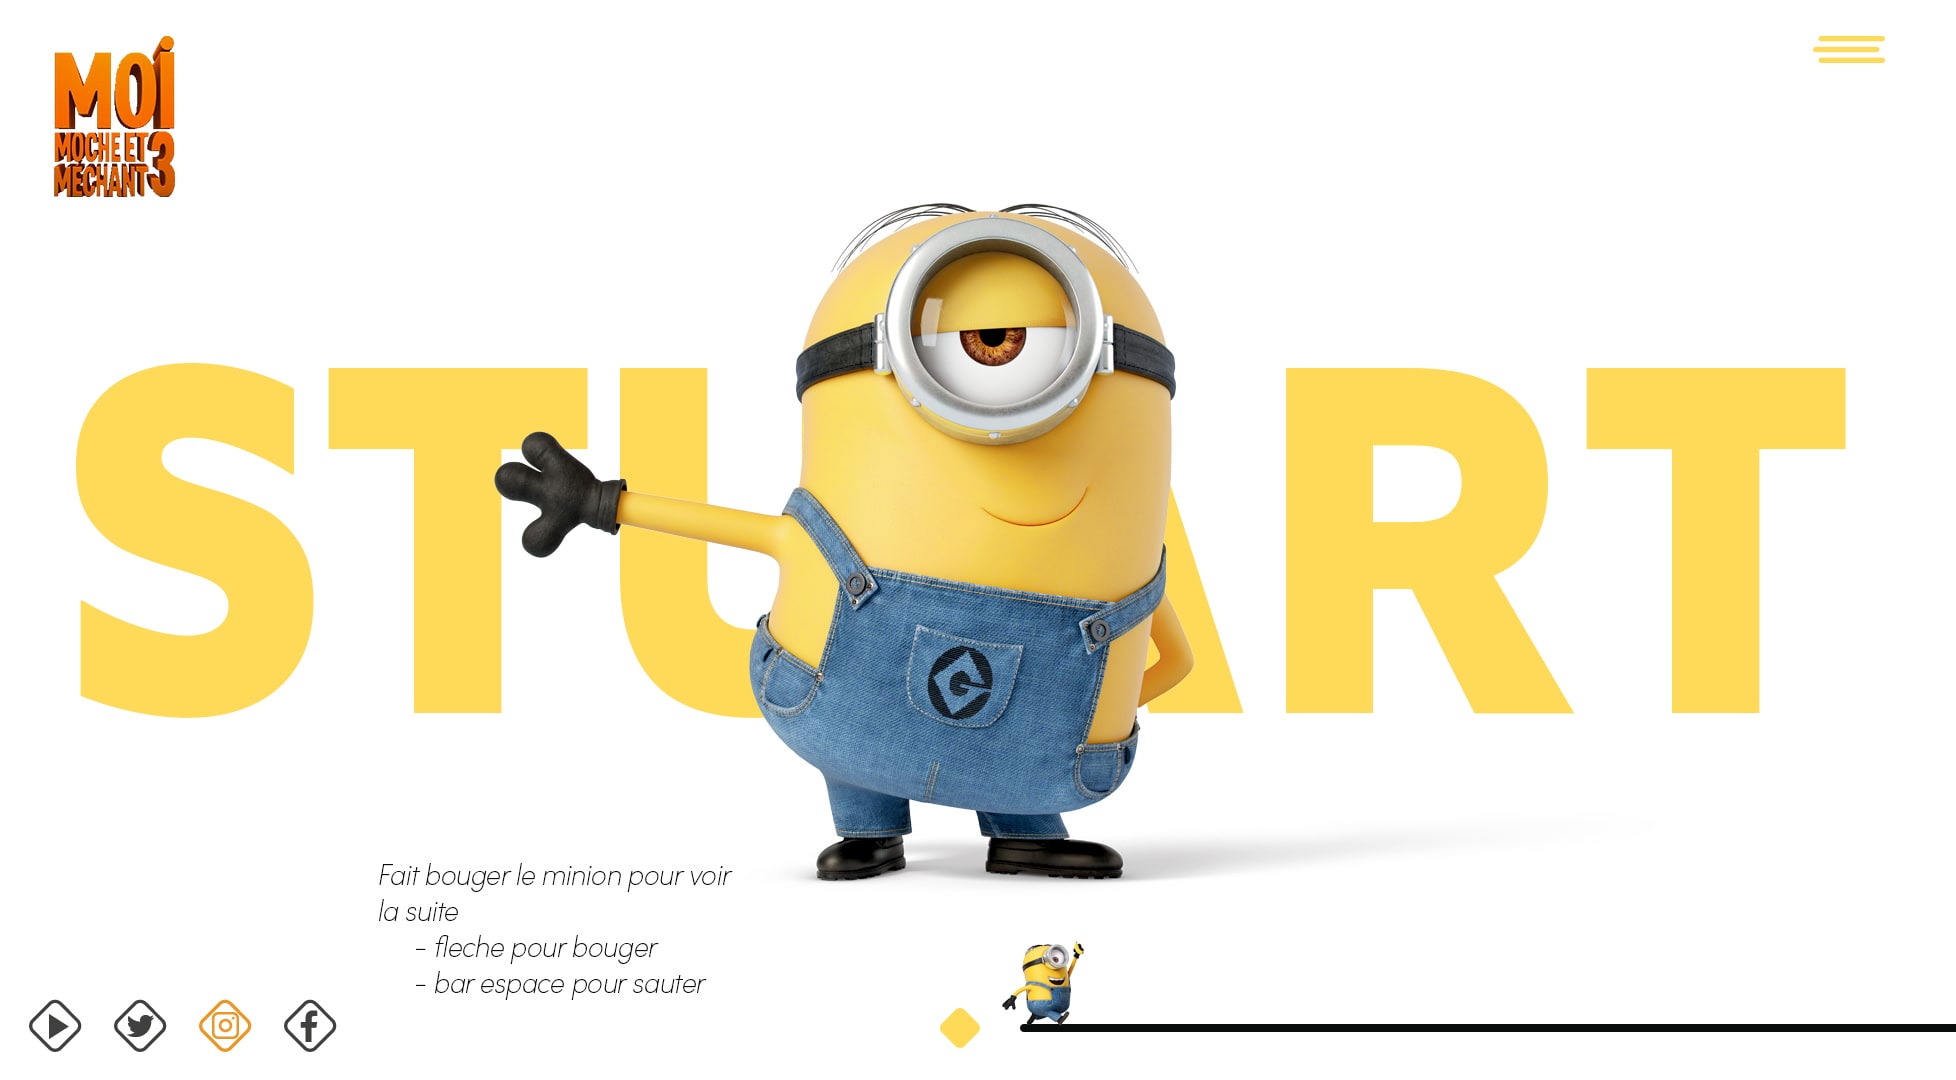 MOi
MOCHE ET
MÉCHANT 3
STUART
Fait bouger le minion pour voir
la suite
- fleche pour bouger
- bar espace pour sauter